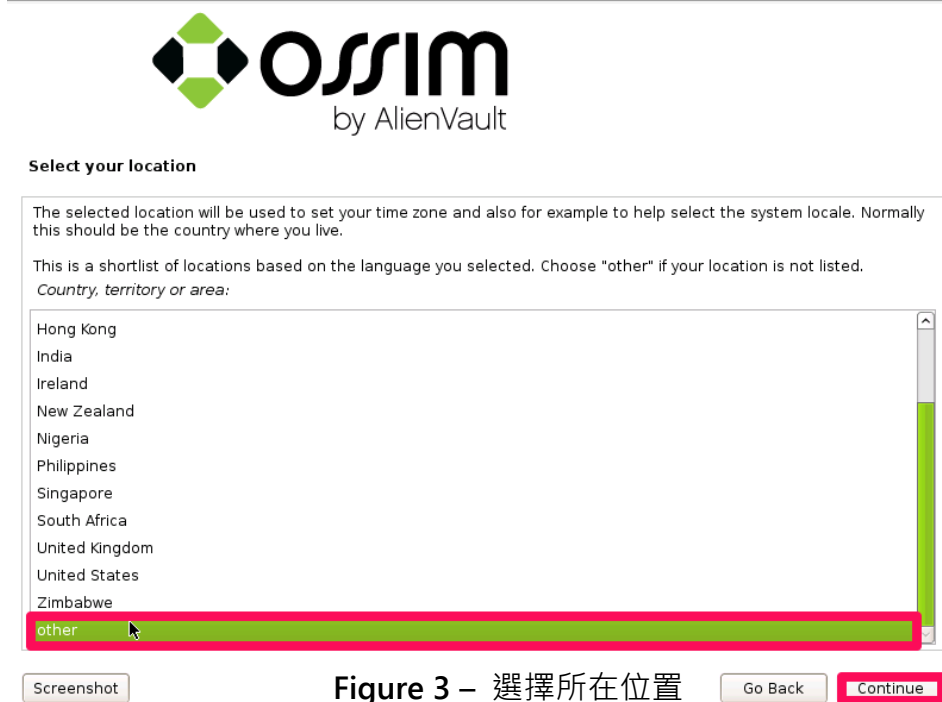 OSSIM
by AlienVault
Select your location
The selected location will be used to set your time zone and also for example to help select the system locale. Normally
this should be the country where you live.
This is a shortlist of locations based on the language you selected. Choose "other" if your location is not listed.
Country, territory or area:
Hong Kong
India
Ireland
New Zealand
Nigeria
Philippines
Singapore
South Africa
United Kingdom
United States
Zimbabwe
other
Screenshot
Figure 3 – 選擇所在位置
Go Back
Continue